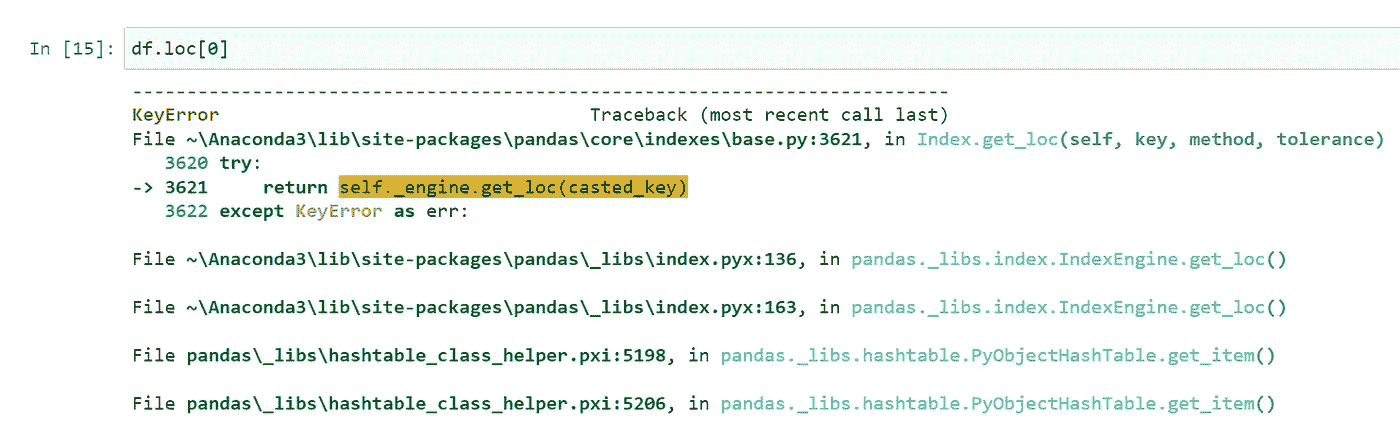 In [15]: df.loc[0]
---------------------------------------------------------------------------
KeyError                                  Traceback (most recent call last)
File ~\Anaconda3\lib\site-packages\pandas\core\indexes\base.py:3621, in Index.get_loc(self, key, method, tolerance)
   3620 try:
-> 3621     return self._engine.get_loc(casted_key)
   3622 except KeyError as err:
File ~\Anaconda3\lib\site-packages\pandas\_libs\index.pyx:136, in pandas._libs.index.IndexEngine.get_loc()
File ~\Anaconda3\lib\site-packages\pandas\_libs\index.pyx:163, in pandas._libs.index.IndexEngine.get_loc()
File pandas\_libs\hashtable_class_helper.pxi:5198, in pandas._libs.hashtable.PyObjectHashTable.get_item()
File pandas\_libs\hashtable_class_helper.pxi:5206, in pandas._libs.hashtable.PyObjectHashTable.get_item()